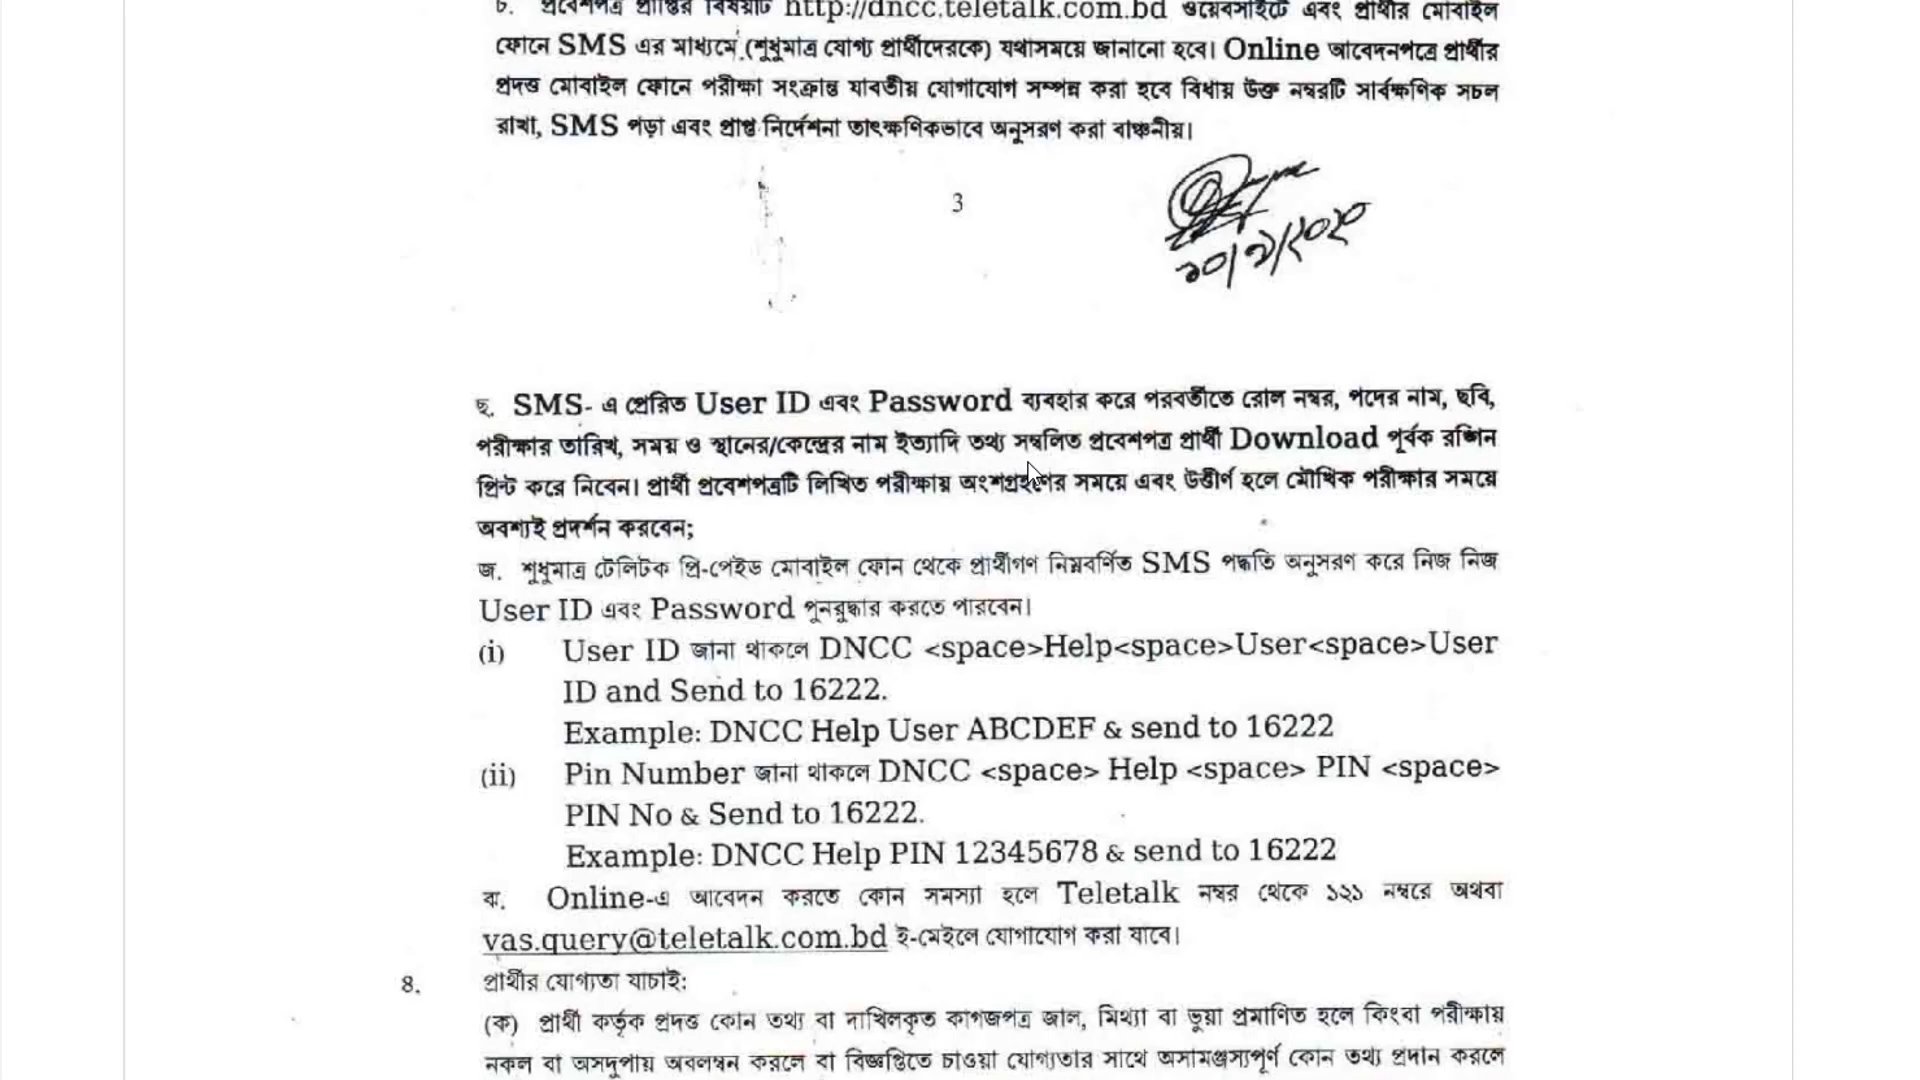 চ. প্রবেশপত্র প্রাপ্তির বিষয়টি http://dncc.teletalk.com.bd ওয়েবসাইটে এবং প্রার্থীর মোবাইল
ফোনে SMS এর মাধ্যমে (শুধুমাত্র যোগ্য প্রার্থীদেরকে) যথাসময়ে জানানো হবে। Online আবেদনপত্রে প্রার্থীর
প্রদত্ত মোবাইল ফোনে পরীক্ষা সংক্রান্ত যাবতীয় যোগাযোগ সম্পন্ন করা হবে বিধায় উক্ত নম্বরটি সার্বক্ষণিক সচল
রাখা, SMS পড়া এবং প্রাপ্ত নির্দেশনা তাৎক্ষণিকভাবে অনুসরণ করা বাঞ্চনীয়।
3
ছ. SMS- এ প্রেরিত User ID এবং Password ব্যবহার করে পরবর্তীতে রোল নম্বর, পদের নাম, ছবি,
পরীক্ষার তারিখ, সময় ও স্থানের/কেন্দ্রের নাম ইত্যাদি তথ্য সম্বলিত প্রবেশপত্র প্রার্থী Download পূর্বক রঙ্গিন
প্রিন্ট করে নিবেন। প্রার্থী প্রবেশপত্রটি লিখিত পরীক্ষায় অংশগ্রহণের সময়ে এবং উত্তীর্ণ হলে মৌখিক পরীক্ষার সময়ে
অবশ্যই প্রদর্শন করবেন;
জ. শুধুমাত্র টেলিটক প্রি-পেইড মোবাইল ফোন থেকে প্রার্থীগণ নিম্নবর্ণিত SMS পদ্ধতি অনুসরণ করে নিজ নিজ
User ID এবং Password পুনরুদ্ধার করতে পারবেন।
(i) User ID জানা থাকলে DNCC <space>Help<space>User<space>User
ID and Send to 16222.
Example: DNCC Help User ABCDEF & send to 16222
(ii) Pin Number জানা থাকলে DNCC <space> Help <space> PIN <space>
PIN No & Send to 16222.
Example: DNCC Help PIN 12345678 & send to 16222
ঝ. Online-এ আবেদন করতে কোন সমস্যা হলে Teletalk নম্বর থেকে ১২১ নম্বরে অথবা
vas.query@teletalk.com.bd ই-মেইলে যোগাযোগ করা যাবে।
8. প্রার্থীর যোগ্যতা যাচাই:
(ক) প্রার্থী কর্তৃক প্রদত্ত কোন তথ্য বা দাখিলকৃত কাগজপত্র জাল, মিথ্যা বা ভুয়া প্রমাণিত হলে কিংবা পরীক্ষায়
নকল বা অসদুপায় অবলম্বন করলে বা বিজ্ঞপ্তিতে চাওয়া যোগ্যতার সাথে অসামঞ্জস্যপূর্ণ কোন তথ্য প্রদান করলে